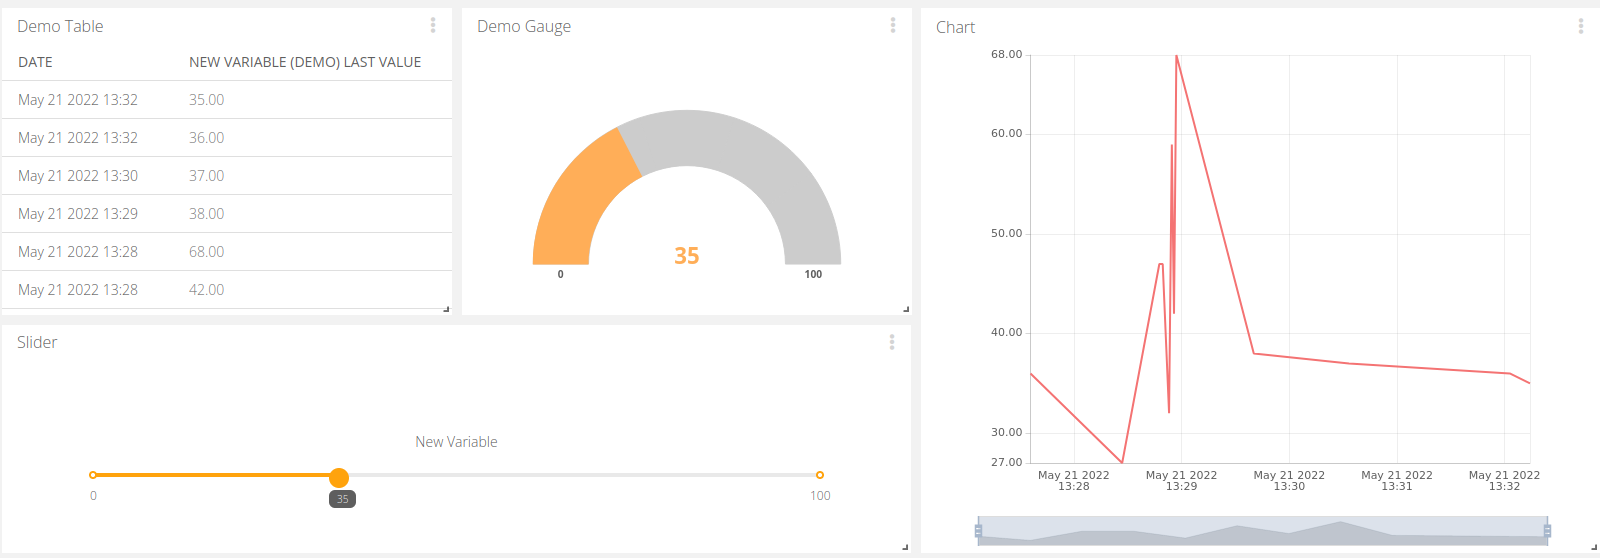 Demo Table
DATE NEW VARIABLE (DEMO) LAST VALUE
May 21 2022 13:32 35.00
May 21 2022 13:32 36.00
May 21 2022 13:30 37.00
May 21 2022 13:29 38.00
May 21 2022 13:28 68.00
May 21 2022 13:28 42.00
Demo Gauge
35
0 100
Slider
New Variable
0 35 100
Chart
68.00
60.00
50.00
40.00
30.00
27.00
May 21 2022 May 21 2022 May 21 2022 May 21 2022 May 21 2022
13:28 13:29 13:30 13:31 13:32